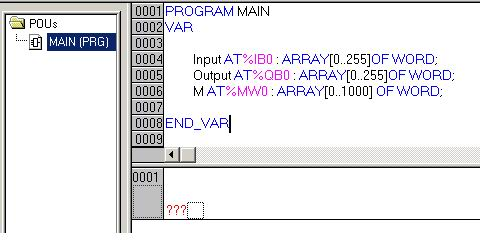 POUs
MAIN (PRG)
0001 PROGRAM MAIN
0002 VAR
0003
0004 Input AT%IB0 : ARRAY[0..255]OF WORD;
0005 Output AT%QB0 : ARRAY[0..255]OF WORD;
0006 M AT%MW0 : ARRAY[0..1000] OF WORD;
0007
0008 END_VAR
0009
0001
???